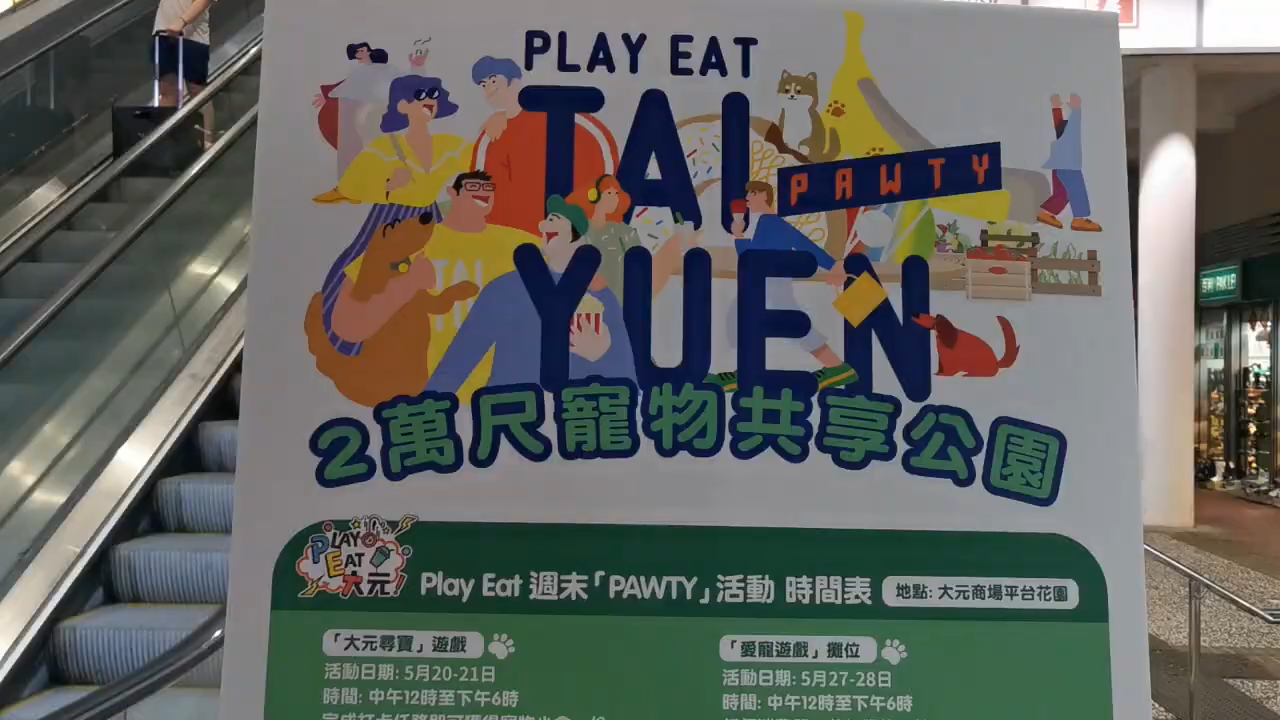 PLAY EAT
TAI
PAWTY
YUEN
2萬尺寵物共享公園
PLAY EAT 大元!
Play Eat 週末「PAWTY」活動 時間表
地點: 大元商場平台花園
「大元尋寶」遊戲
活動日期: 5月20-21日
時間: 中午12時至下午6時
「愛寵遊戲」攤位
活動日期: 5月27-28日
時間: 中午12時至下午6時